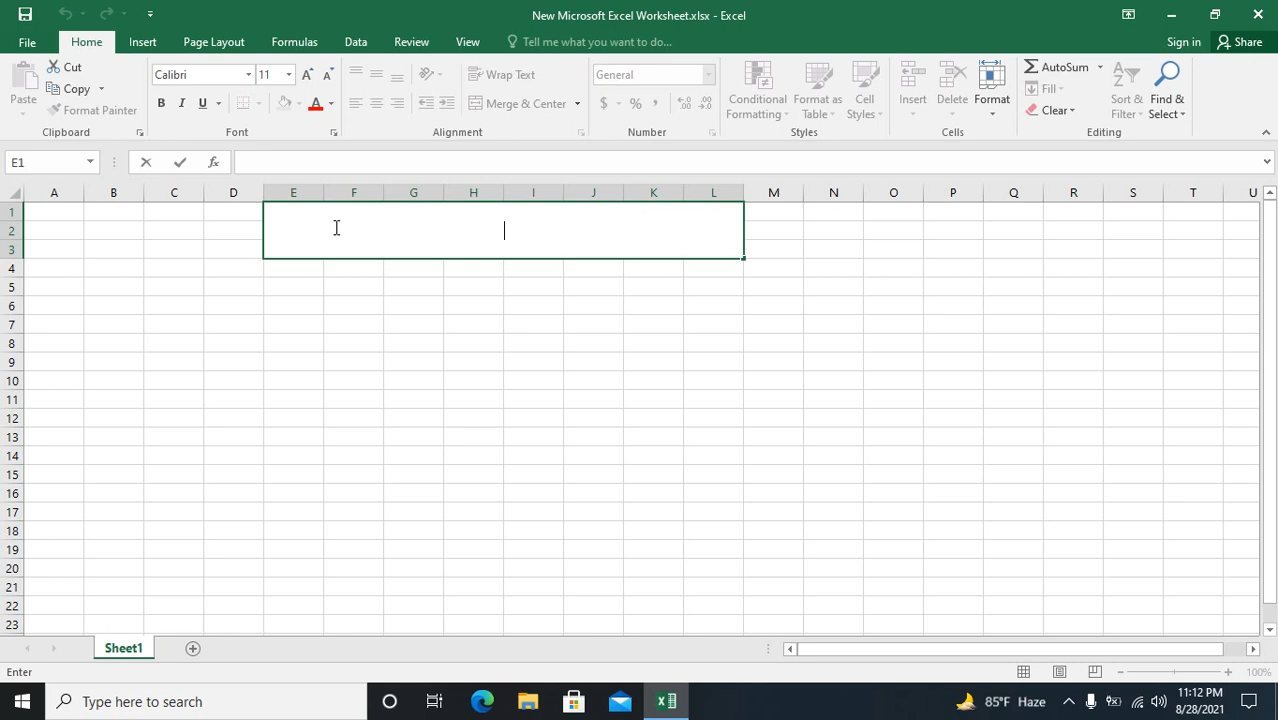 New Microsoft Excel Worksheet.xlsx - Excel
File Home Insert Page Layout Formulas Data Review View Tell me what you want to do... Sign in Share
Paste
Cut
Copy
Format Painter
Clipboard
Calibri 11
B I U A
Font
Wrap Text
Merge & Center
Alignment
General
$ % ,
Number
Conditional Formatting
Format as Table
Cell Styles
Styles
Insert Delete Format
Cells
AutoSum
Fill
Clear
Sort & Filter
Find & Select
Editing
E1 fx
A B C D E F G H I J K L M N O P Q R S T U
1
2
3
4
5
6
7
8
9
10
11
12
13
14
15
16
17
18
19
20
21
22
23
Sheet1
Enter 100%
Type here to search 85°F Haze 11:12 PM
8/28/2021